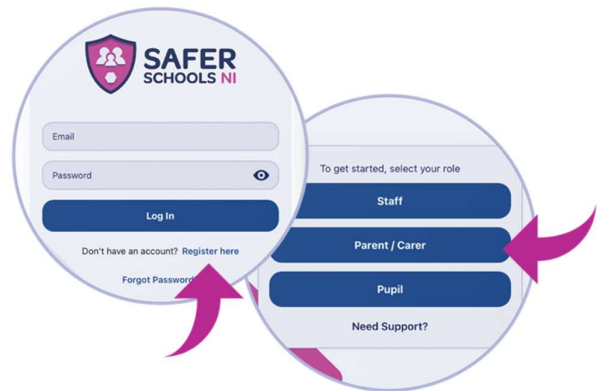 SAFER
SCHOOLS NI
Email
Password
Log In
Don't have an account? Register here
Forgot Password
To get started, select your role
Staff
Parent / Carer
Pupil
Need Support?